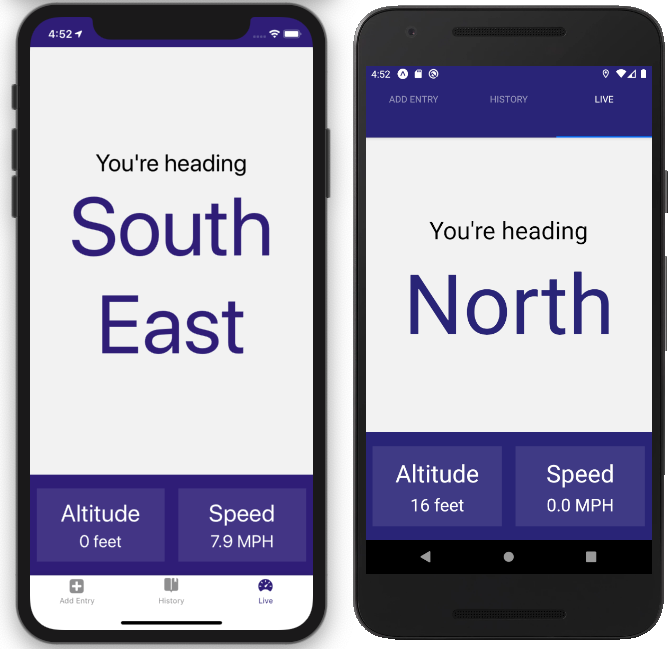 4:52
You're heading
South
East
Altitude
0 feet
Speed
7.9 MPH
Add Entry
History
Live
4:52
ADD ENTRY
HISTORY
LIVE
You're heading
North
Altitude
16 feet
Speed
0.0 MPH